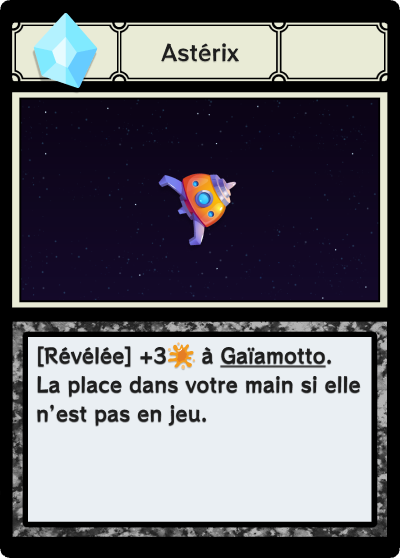 Astérix
[Révélée] +3 à Gaïamotto.
La place dans votre main si elle
n’est pas en jeu.